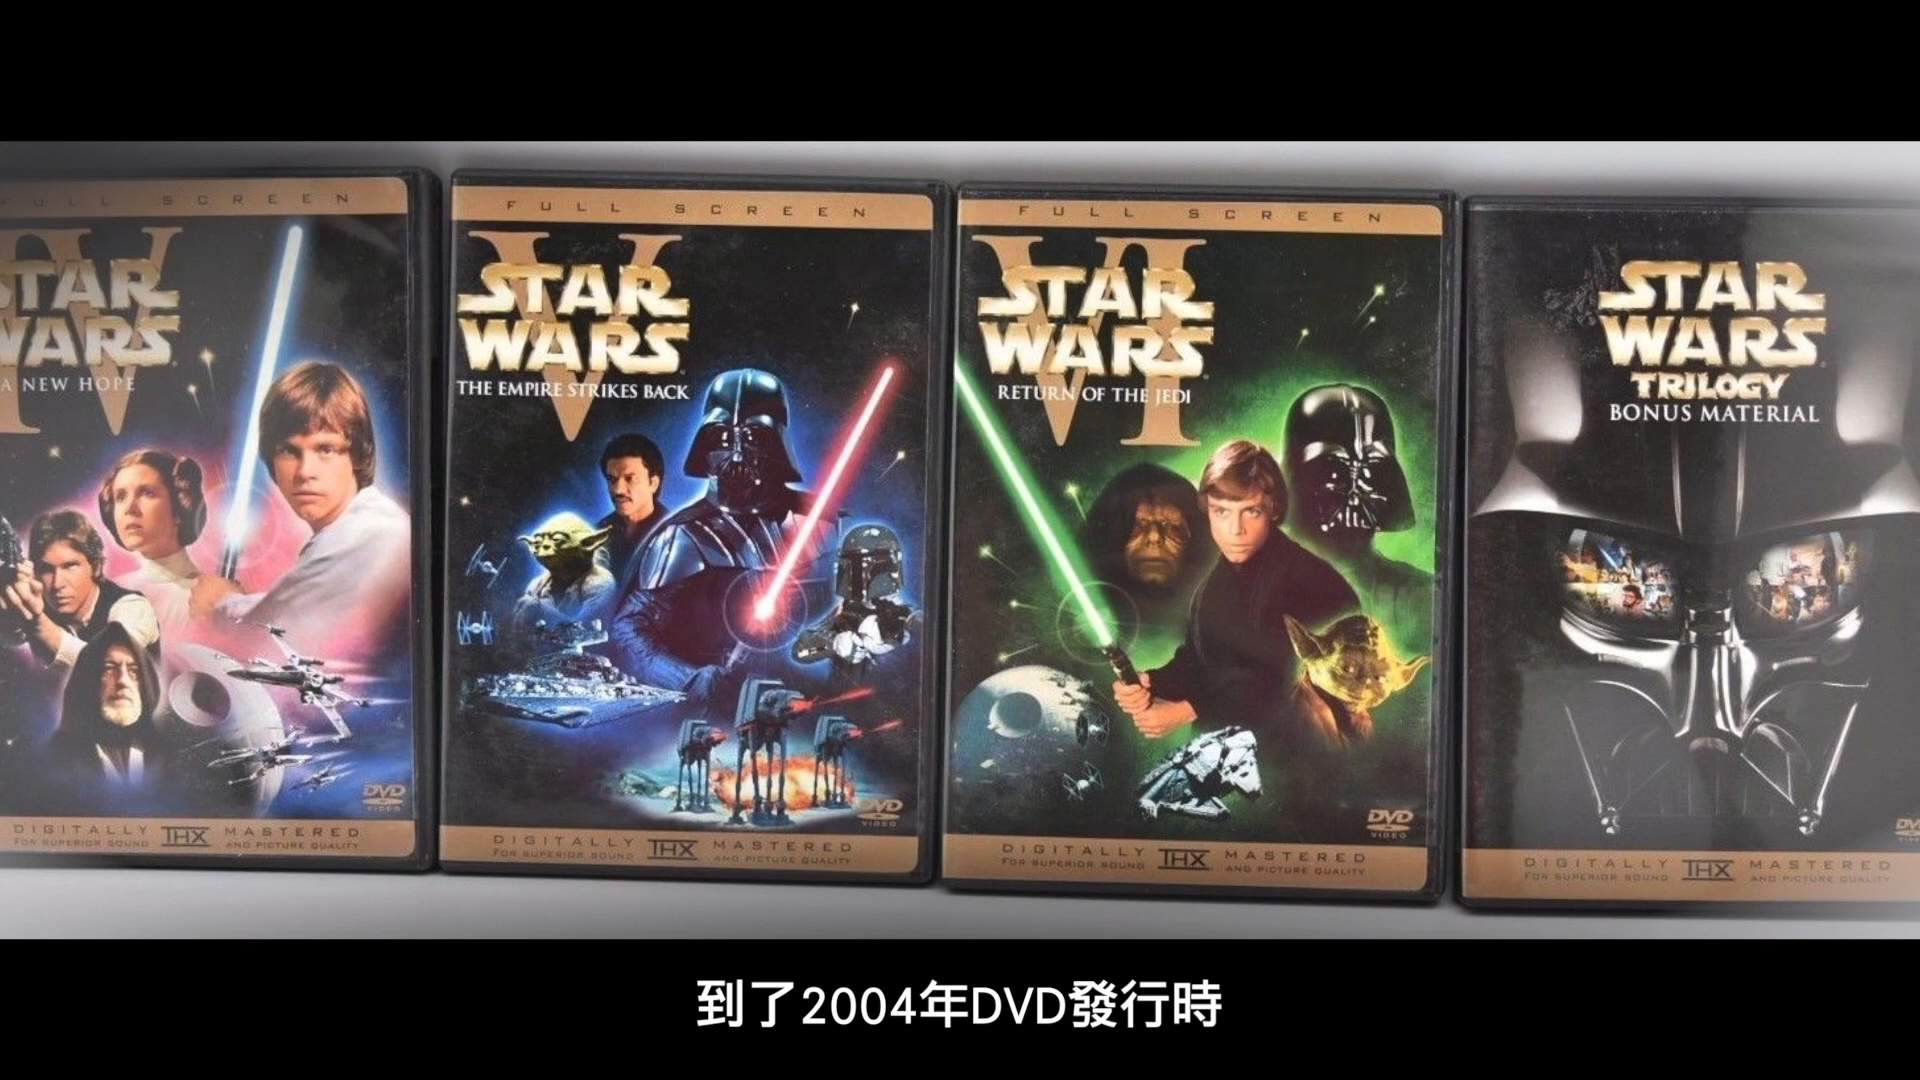 FULL SCREEN
IV
STAR
WARS
A NEW HOPE
DVD
VIDEO
DIGITALLY THX MASTERED
FOR SUPERIOR SOUND AND PICTURE QUALITY
FULL SCREEN
V
STAR
WARS
THE EMPIRE STRIKES BACK
DVD
VIDEO
DIGITALLY THX MASTERED
FOR SUPERIOR SOUND AND PICTURE QUALITY
FULL SCREEN
VI
STAR
WARS
RETURN OF THE JEDI
DVD
VIDEO
DIGITALLY THX MASTERED
FOR SUPERIOR SOUND AND PICTURE QUALITY
STAR
WARS
TRILOGY
BONUS MATERIAL
DIGITALLY THX MASTERED
FOR SUPERIOR SOUND AND PICTURE QUALITY
到了2004年DVD發行時